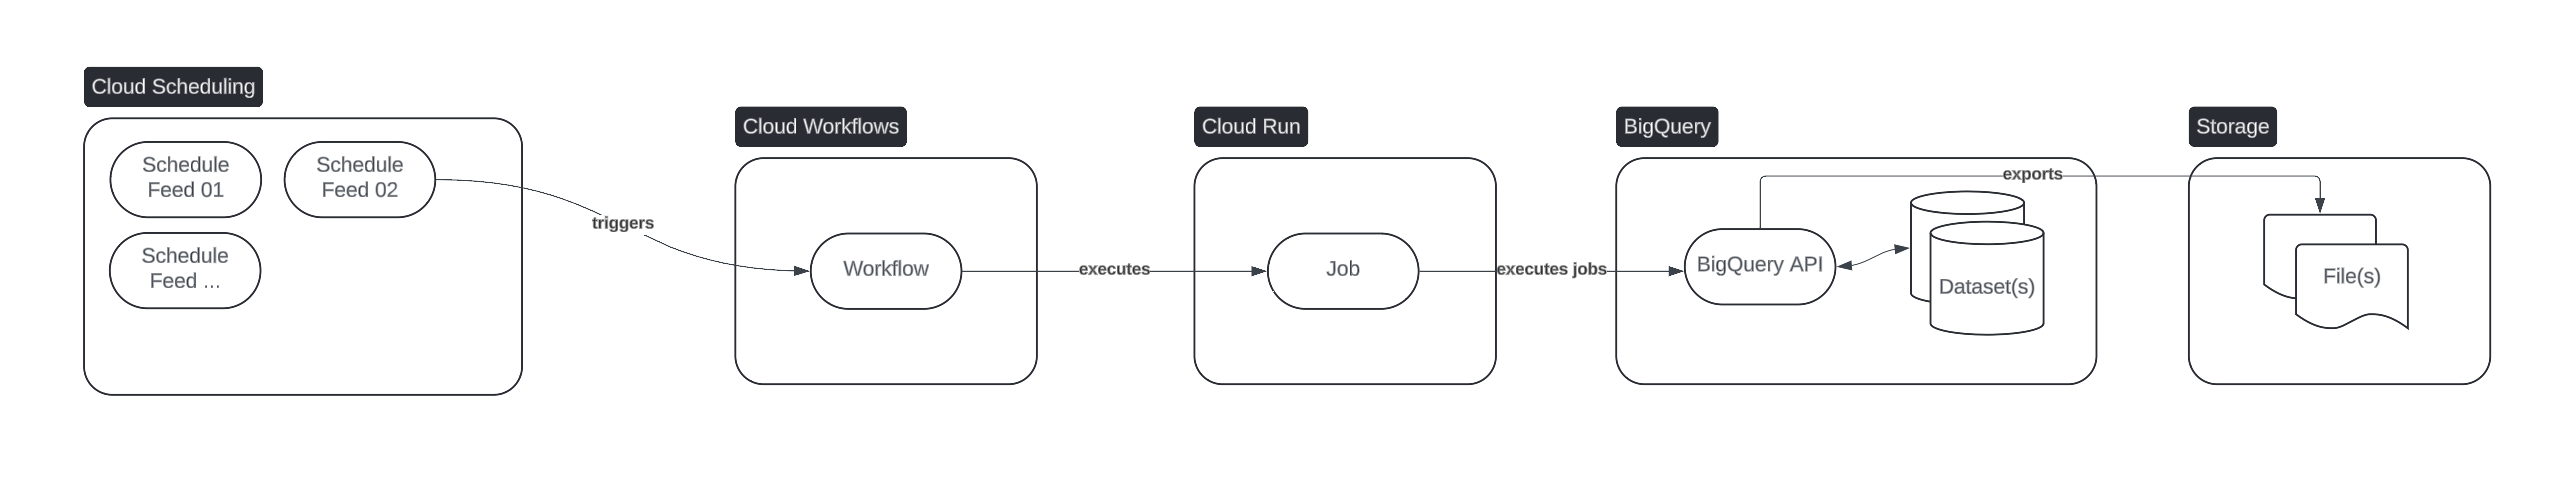 Cloud Scheduling
Schedule
Feed 01
Schedule
Feed 02
Schedule
Feed ...
triggers
Cloud Workflows
Workflow
executes
Cloud Run
Job
executes jobs
BigQuery
BigQuery API
Dataset(s)
exports
Storage
File(s)